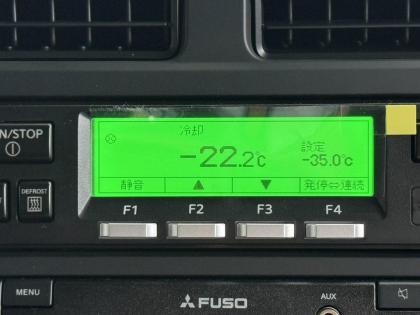 冷却
N/STOP
-22.2℃
設定
-35.0℃
静音 ▲ ▼ 発停⇔連続
DEFROST
F1 F2 F3 F4
MENU
FUSO
AUX